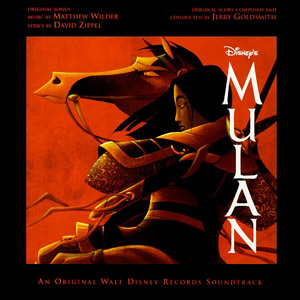 ORIGINAL SONGS
MUSIC BY MATTHEW WILDER
LYRICS BY DAVID ZIPPEL
ORIGINAL SCORE COMPOSED AND
CONDUCTED BY JERRY GOLDSMITH
DISNEY'S
MULAN
AN ORIGINAL WALT DISNEY RECORDS SOUNDTRACK